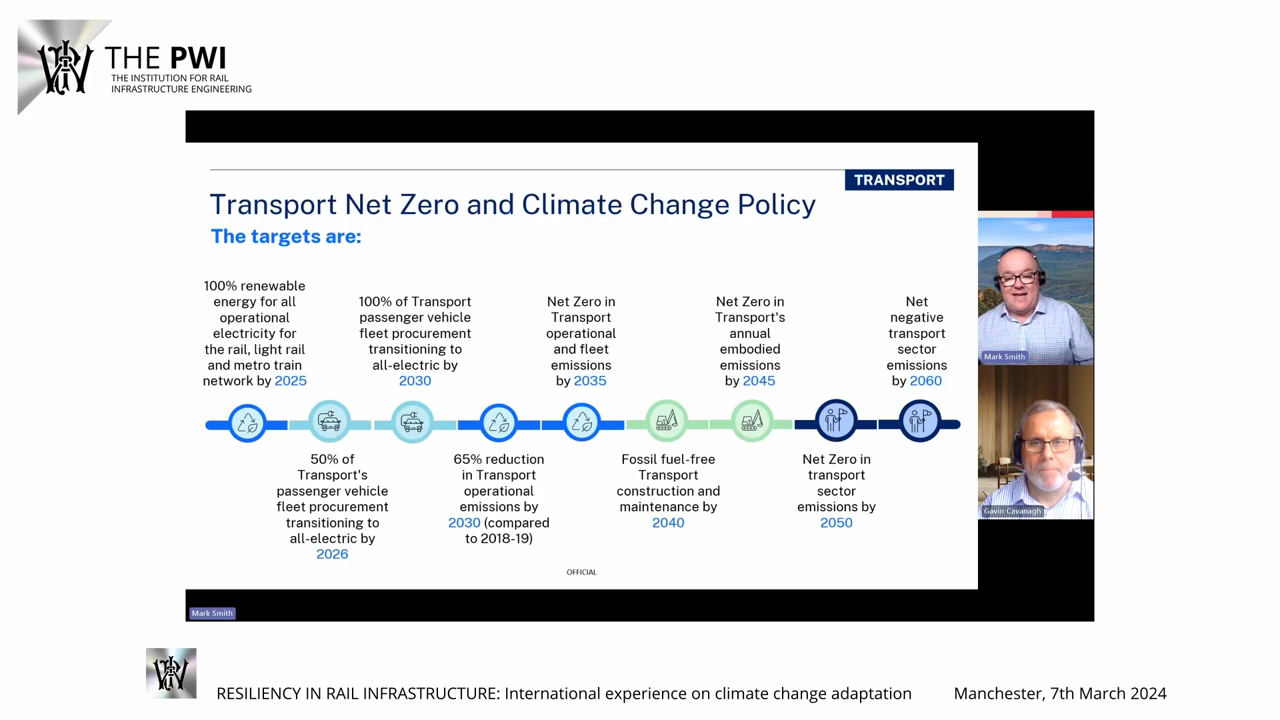 THE PWI
THE INSTITUTION FOR RAIL
INFRASTRUCTURE ENGINEERING
TRANSPORT
Transport Net Zero and Climate Change Policy
The targets are:
100% renewable
energy for all
operational
electricity for
the rail, light rail
and metro train
network by 2025
100% of Transport
passenger vehicle
fleet procurement
transitioning to
all-electric by
2030
Net Zero in
Transport
operational
and fleet
emissions
by 2035
Net Zero in
Transport's
annual
embodied
emissions
by 2045
Net
negative
transport
sector
emissions
by 2060
50% of
Transport's
passenger vehicle
fleet procurement
transitioning to
all-electric by
2026
65% reduction
in Transport
operational
emissions by
2030 (compared
to 2018-19)
Fossil fuel-free
Transport
construction and
maintenance by
2040
Net Zero in
transport
sector
emissions by
2050
OFFICIAL
Mark Smith
Gavin Cavanagh
Mark Smith
RESILIENCY IN RAIL INFRASTRUCTURE: International experience on climate change adaptation
Manchester, 7th March 2024